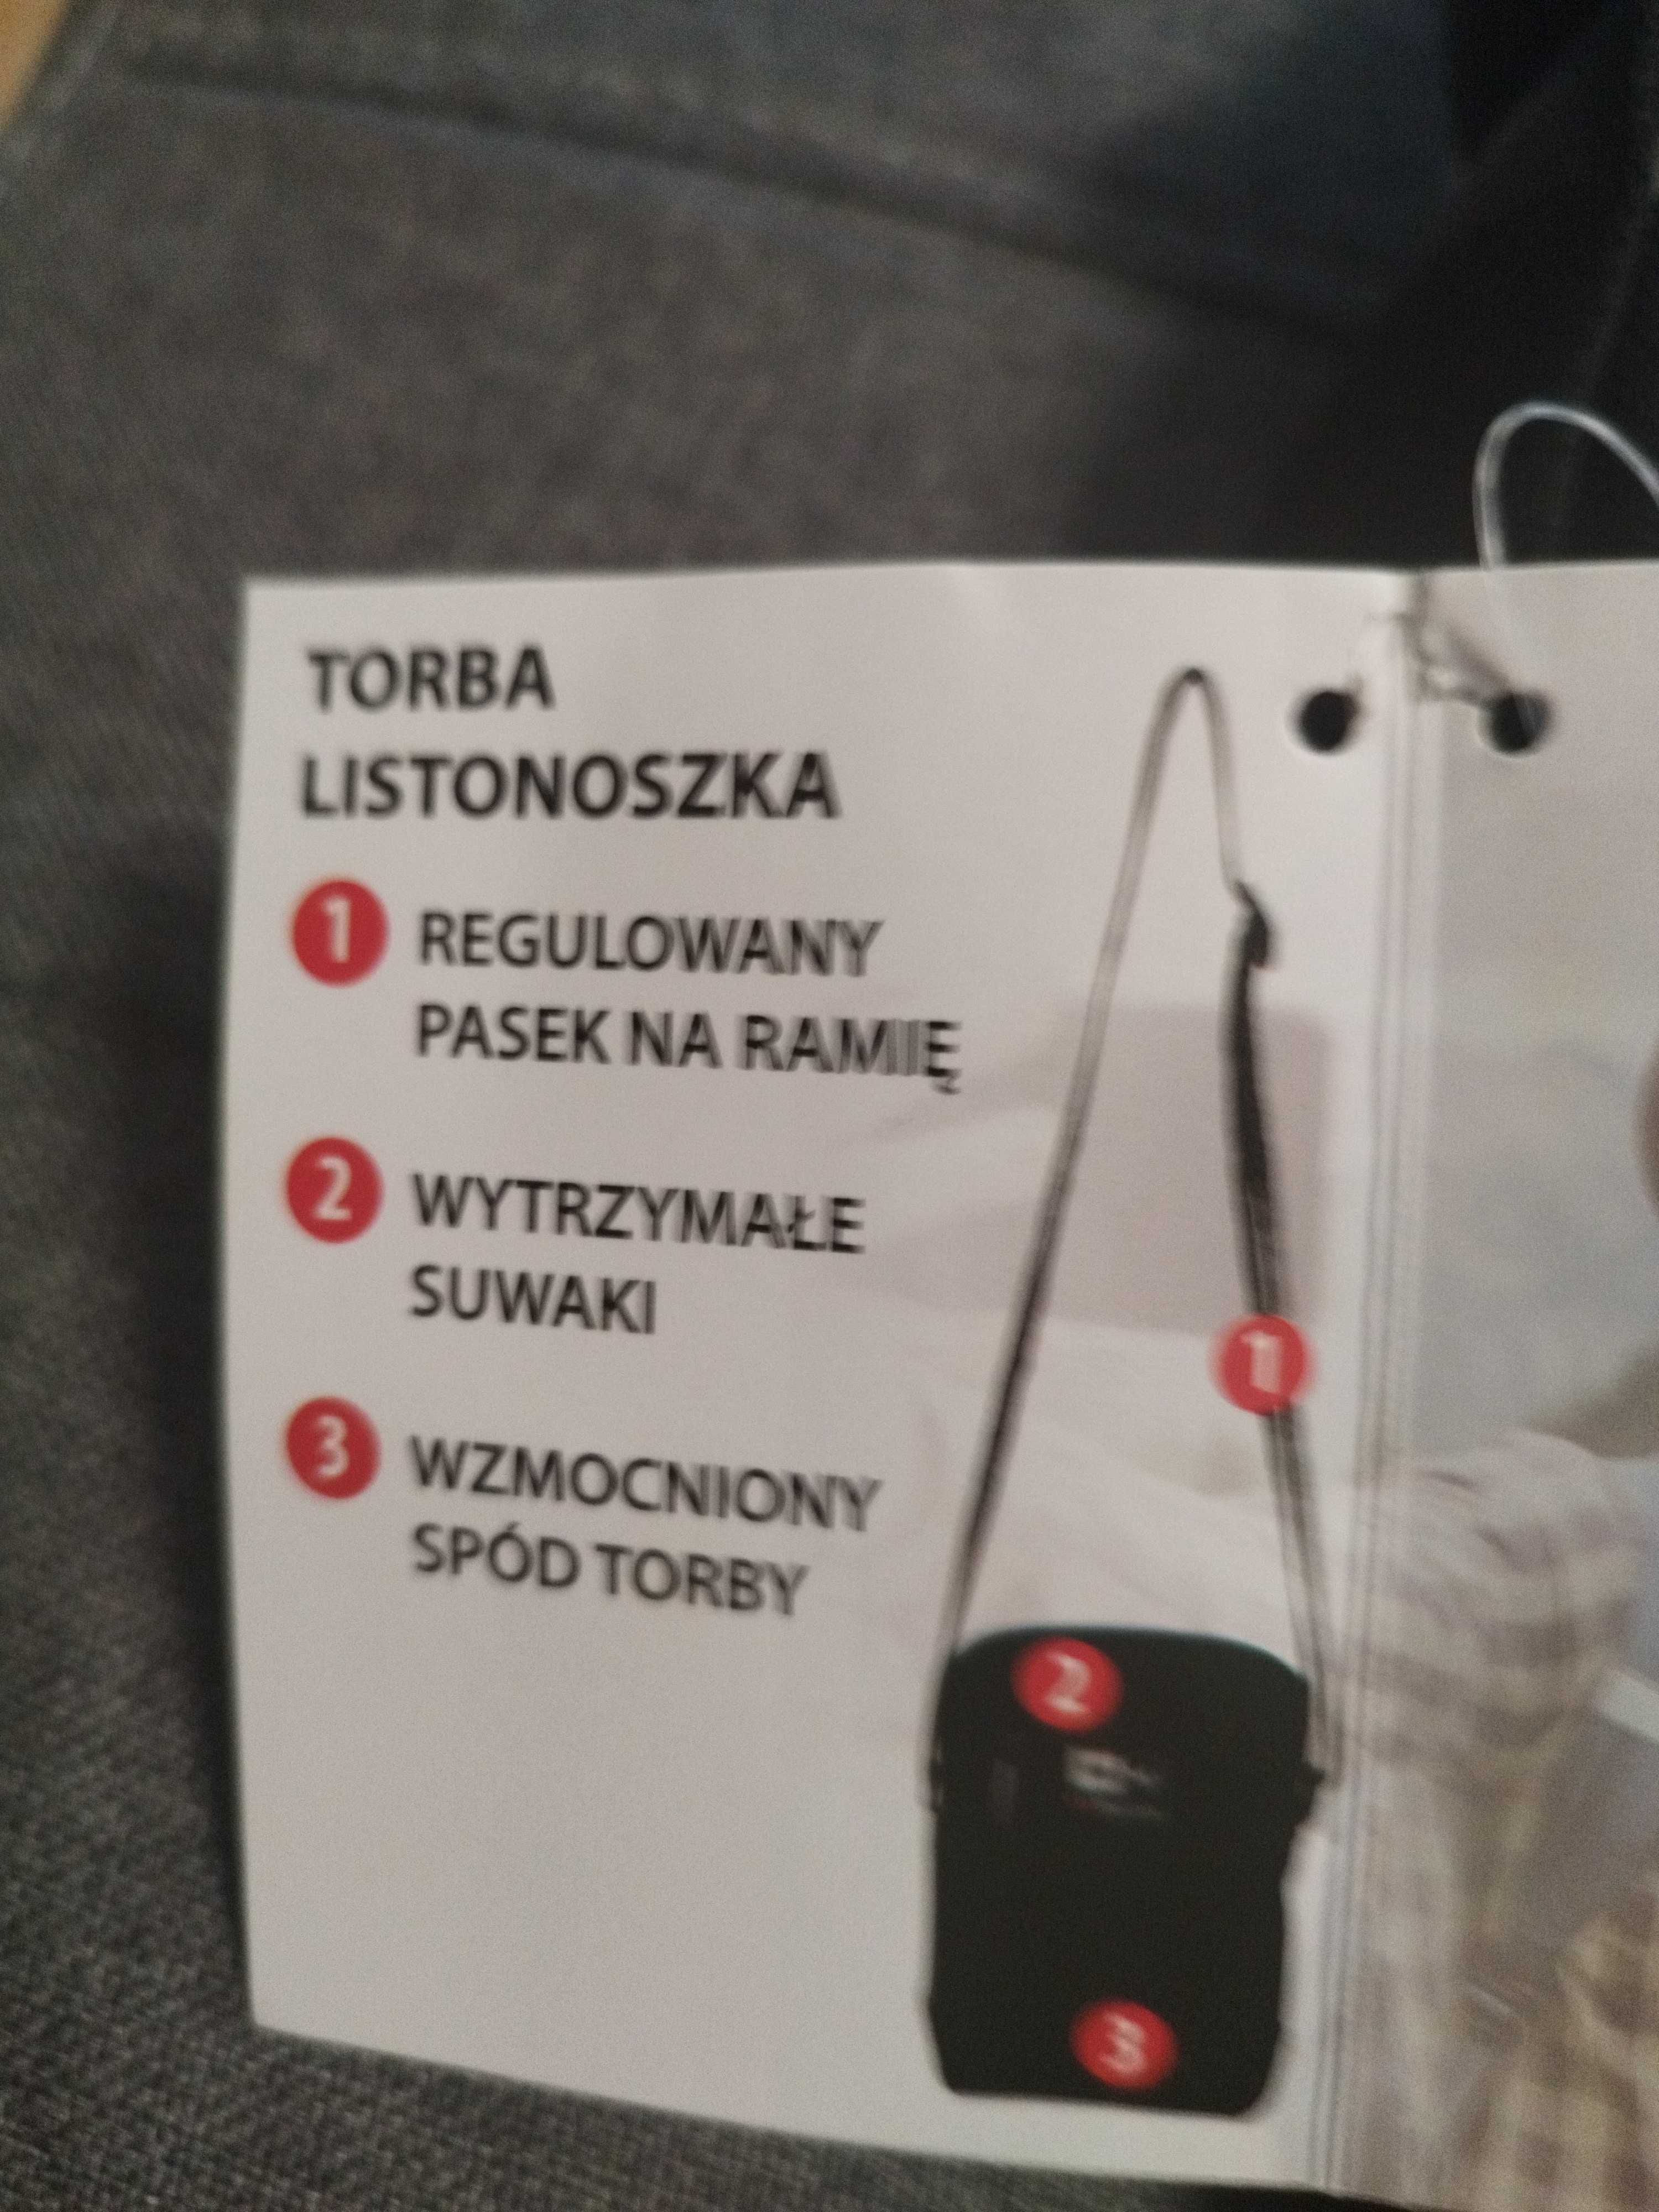 TORBA
LISTONOSZKA
1 REGULOWANY
PASEK NA RAMIĘ
2 WYTRZYMAŁE
SUWAKI
3 WZMOCNIONY
SPÓD TORBY
1
2
3